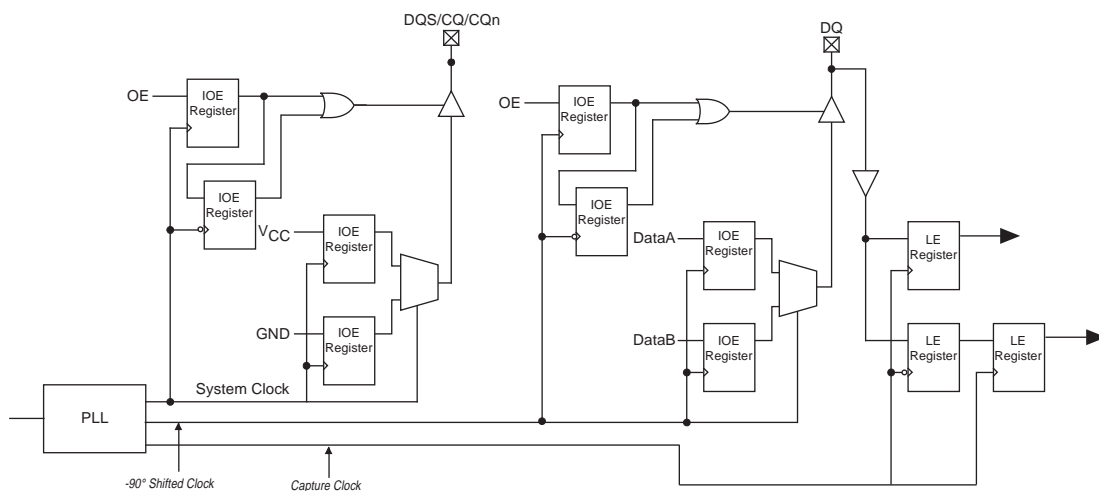 DQS/CQ/CQn
DQ
OE
IOE
Register
OE
IOE
Register
IOE
Register
IOE
Register
VCC
IOE
Register
DataA
IOE
Register
LE
Register
GND
IOE
Register
DataB
IOE
Register
LE
Register
LE
Register
System Clock
PLL
-90° Shifted Clock
Capture Clock